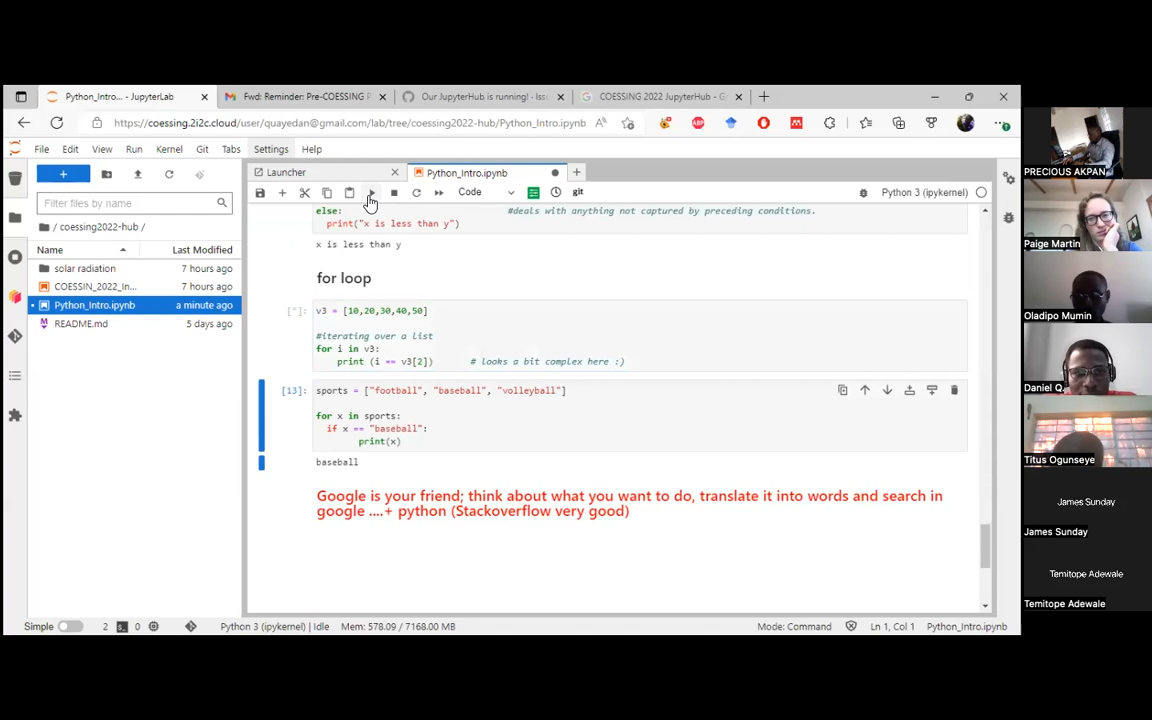 Python_Intro... - JupyterLab
Fwd: Reminder: Pre-COESSING
Our JupyterHub is running! - Iss
COESSING 2022 JupyterHub - G
https://coessing.2i2c.cloud/user/quayedan@gmail.com/lab/tree/coessing2022-hub/Python_Intro.ipynb
File Edit View Run Kernel Git Tabs Settings Help
Launcher
Python_Intro.ipynb
Code
git
Python 3 (ipykernel)
Filter files by name
/ coessing2022-hub /
Name
Last Modified
solar radiation
7 hours ago
COESSIN_2022_In...
7 hours ago
Python_Intro.ipynb
a minute ago
README.md
5 days ago
else: #deals with anything not captured by preceding conditions.
print("x is less than y")
x is less than y
for loop
[*]:
v3 = [10,20,30,40,50]
#iterating over a list
for i in v3:
print (i == v3[2]) # looks a bit complex here :)
[13]:
sports = ["football", "baseball", "volleyball"]
for x in sports:
if x == "baseball":
print(x)
baseball
Google is your friend; think about what you want to do, translate it into words and search in
google ....+ python (Stackoverflow very good)
Simple
2
0
Python 3 (ipykernel) | Idle
Mem: 578.09 / 7168.00 MB
Mode: Command
Ln 1, Col 1
Python_Intro.ipynb
PRECIOUS AKPAN
Paige Martin
Oladipo Mumin
Daniel Q.
Titus Ogunseye
James Sunday
James Sunday
Temitope Adewale
Temitope Adewale